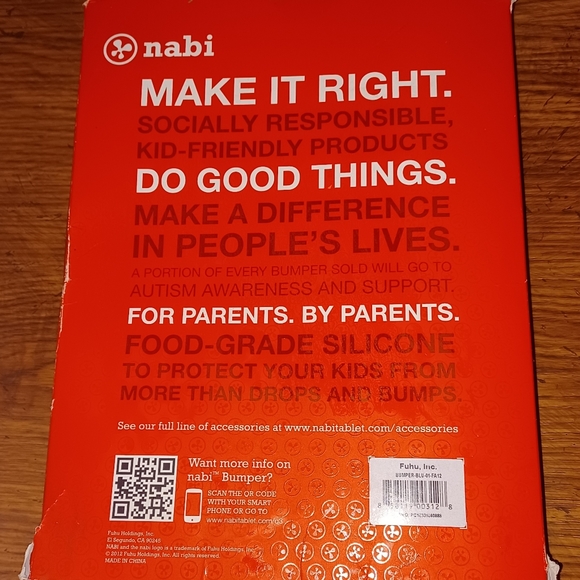 nabi
MAKE IT RIGHT.
SOCIALLY RESPONSIBLE,
KID-FRIENDLY PRODUCTS
DO GOOD THINGS.
MAKE A DIFFERENCE
IN PEOPLE'S LIVES.
A PORTION OF EVERY BUMPER SOLD WILL GO TO
AUTISM AWARENESS AND SUPPORT.
FOR PARENTS. BY PARENTS.
FOOD-GRADE SILICONE
TO PROTECT YOUR KIDS FROM
MORE THAN DROPS AND BUMPS.
See our full line of accessories at www.nabitablet.com/accessories
Want more info on
nabi™ Bumper?
SCAN THE QR CODE
WITH YOUR SMART
PHONE OR GO TO
Fuhu, Inc.
BUMPER-BLU-01-FA12
Fuhu Holdings, Inc.
El Segundo, CA 90245
NABI and the nabi logo is a trademark of Fuhu Holdings, Inc.
© 2012 Fuhu Holdings, Inc. All rights reserved.
MADE IN CHINA